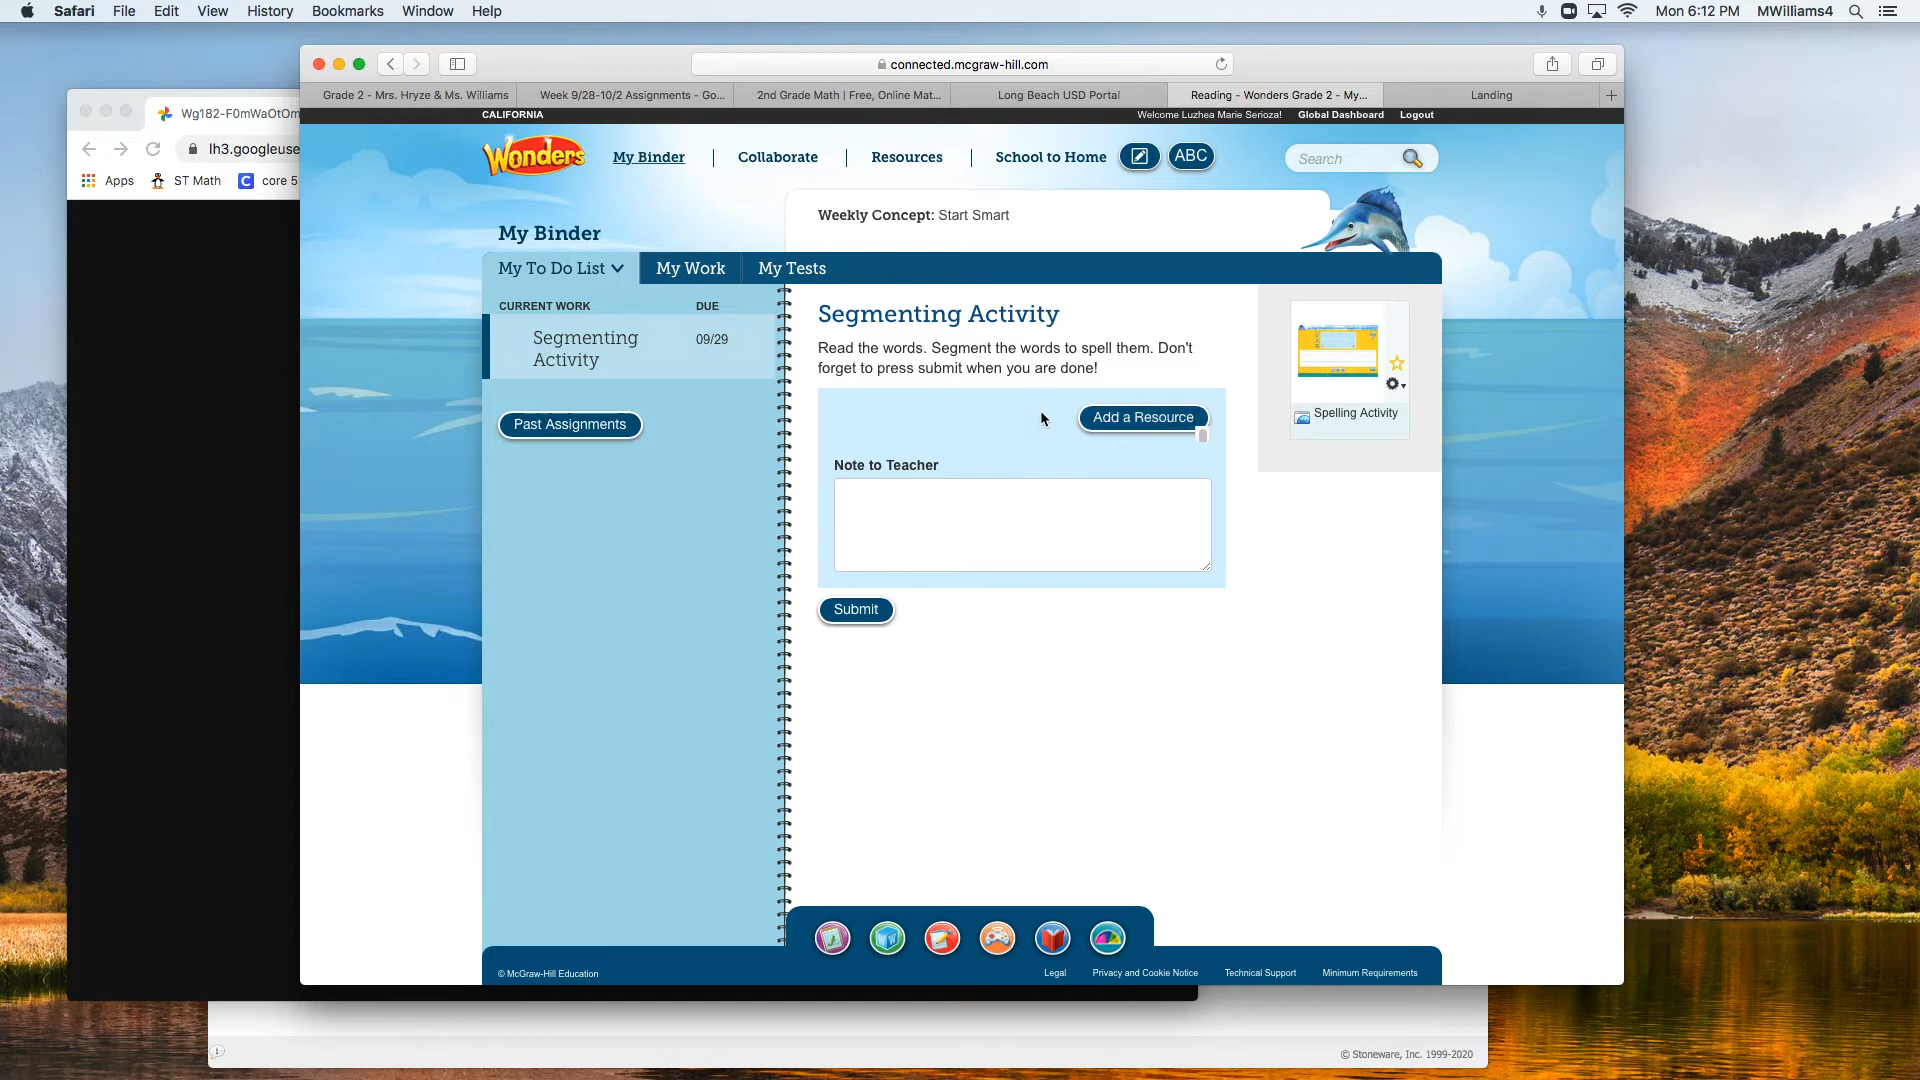 Safari File Edit View History Bookmarks Window Help
Mon 6:12 PM MWilliams4
connected.mcgraw-hill.com
Grade 2 - Mrs. Hryze & Ms. Williams
Week 9/28-10/2 Assignments - Go...
2nd Grade Math | Free, Online Mat...
Long Beach USD Portal
Reading - Wonders Grade 2 - My...
Landing
Wg182-F0mWaOtOm
lh3.googleuse
Apps ST Math C core 5
CALIFORNIA
Welcome Luzhea Marie Serioza! Global Dashboard Logout
Wonders
My Binder | Collaborate | Resources | School to Home
ABC
Search
Weekly Concept: Start Smart
My Binder
My To Do List My Work My Tests
CURRENT WORK DUE
Segmenting
Activity
09/29
Past Assignments
Segmenting Activity
Read the words. Segment the words to spell them. Don't
forget to press submit when you are done!
Add a Resource
Note to Teacher
Submit
Spelling Activity
© McGraw-Hill Education
Legal Privacy and Cookie Notice Technical Support Minimum Requirements
© Stoneware, Inc. 1999-2020